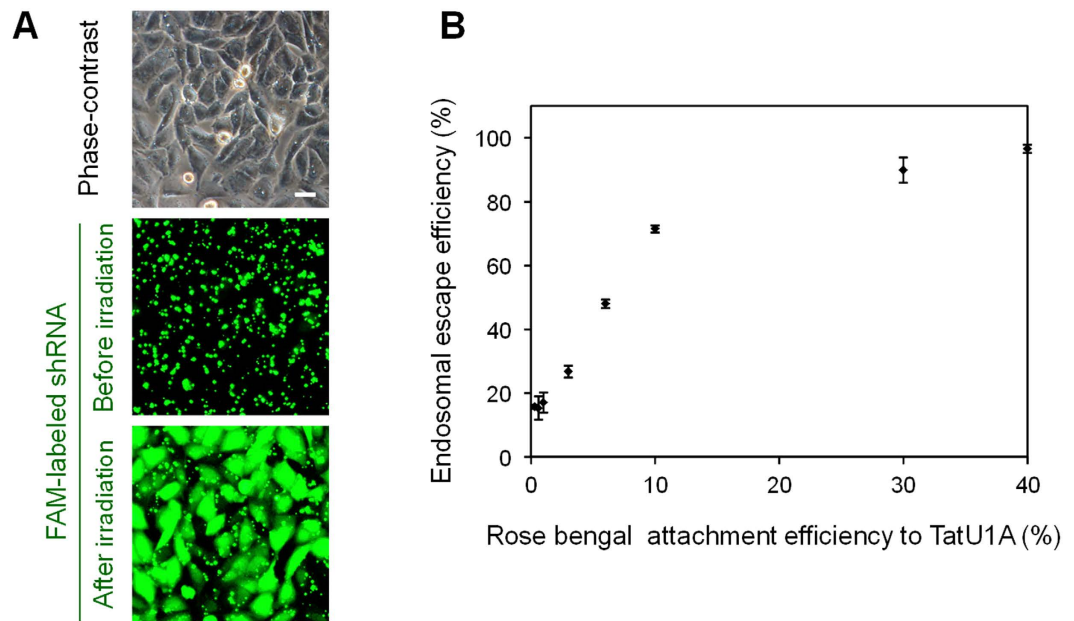 A
Phase-contrast
FAM-labeled shRNA
Before irradiation
After irradiation
B
Endosomal escape efficiency (%)
100
80
60
40
20
0
0 10 20 30 40
Rose bengal attachment efficiency to TatU1A (%)